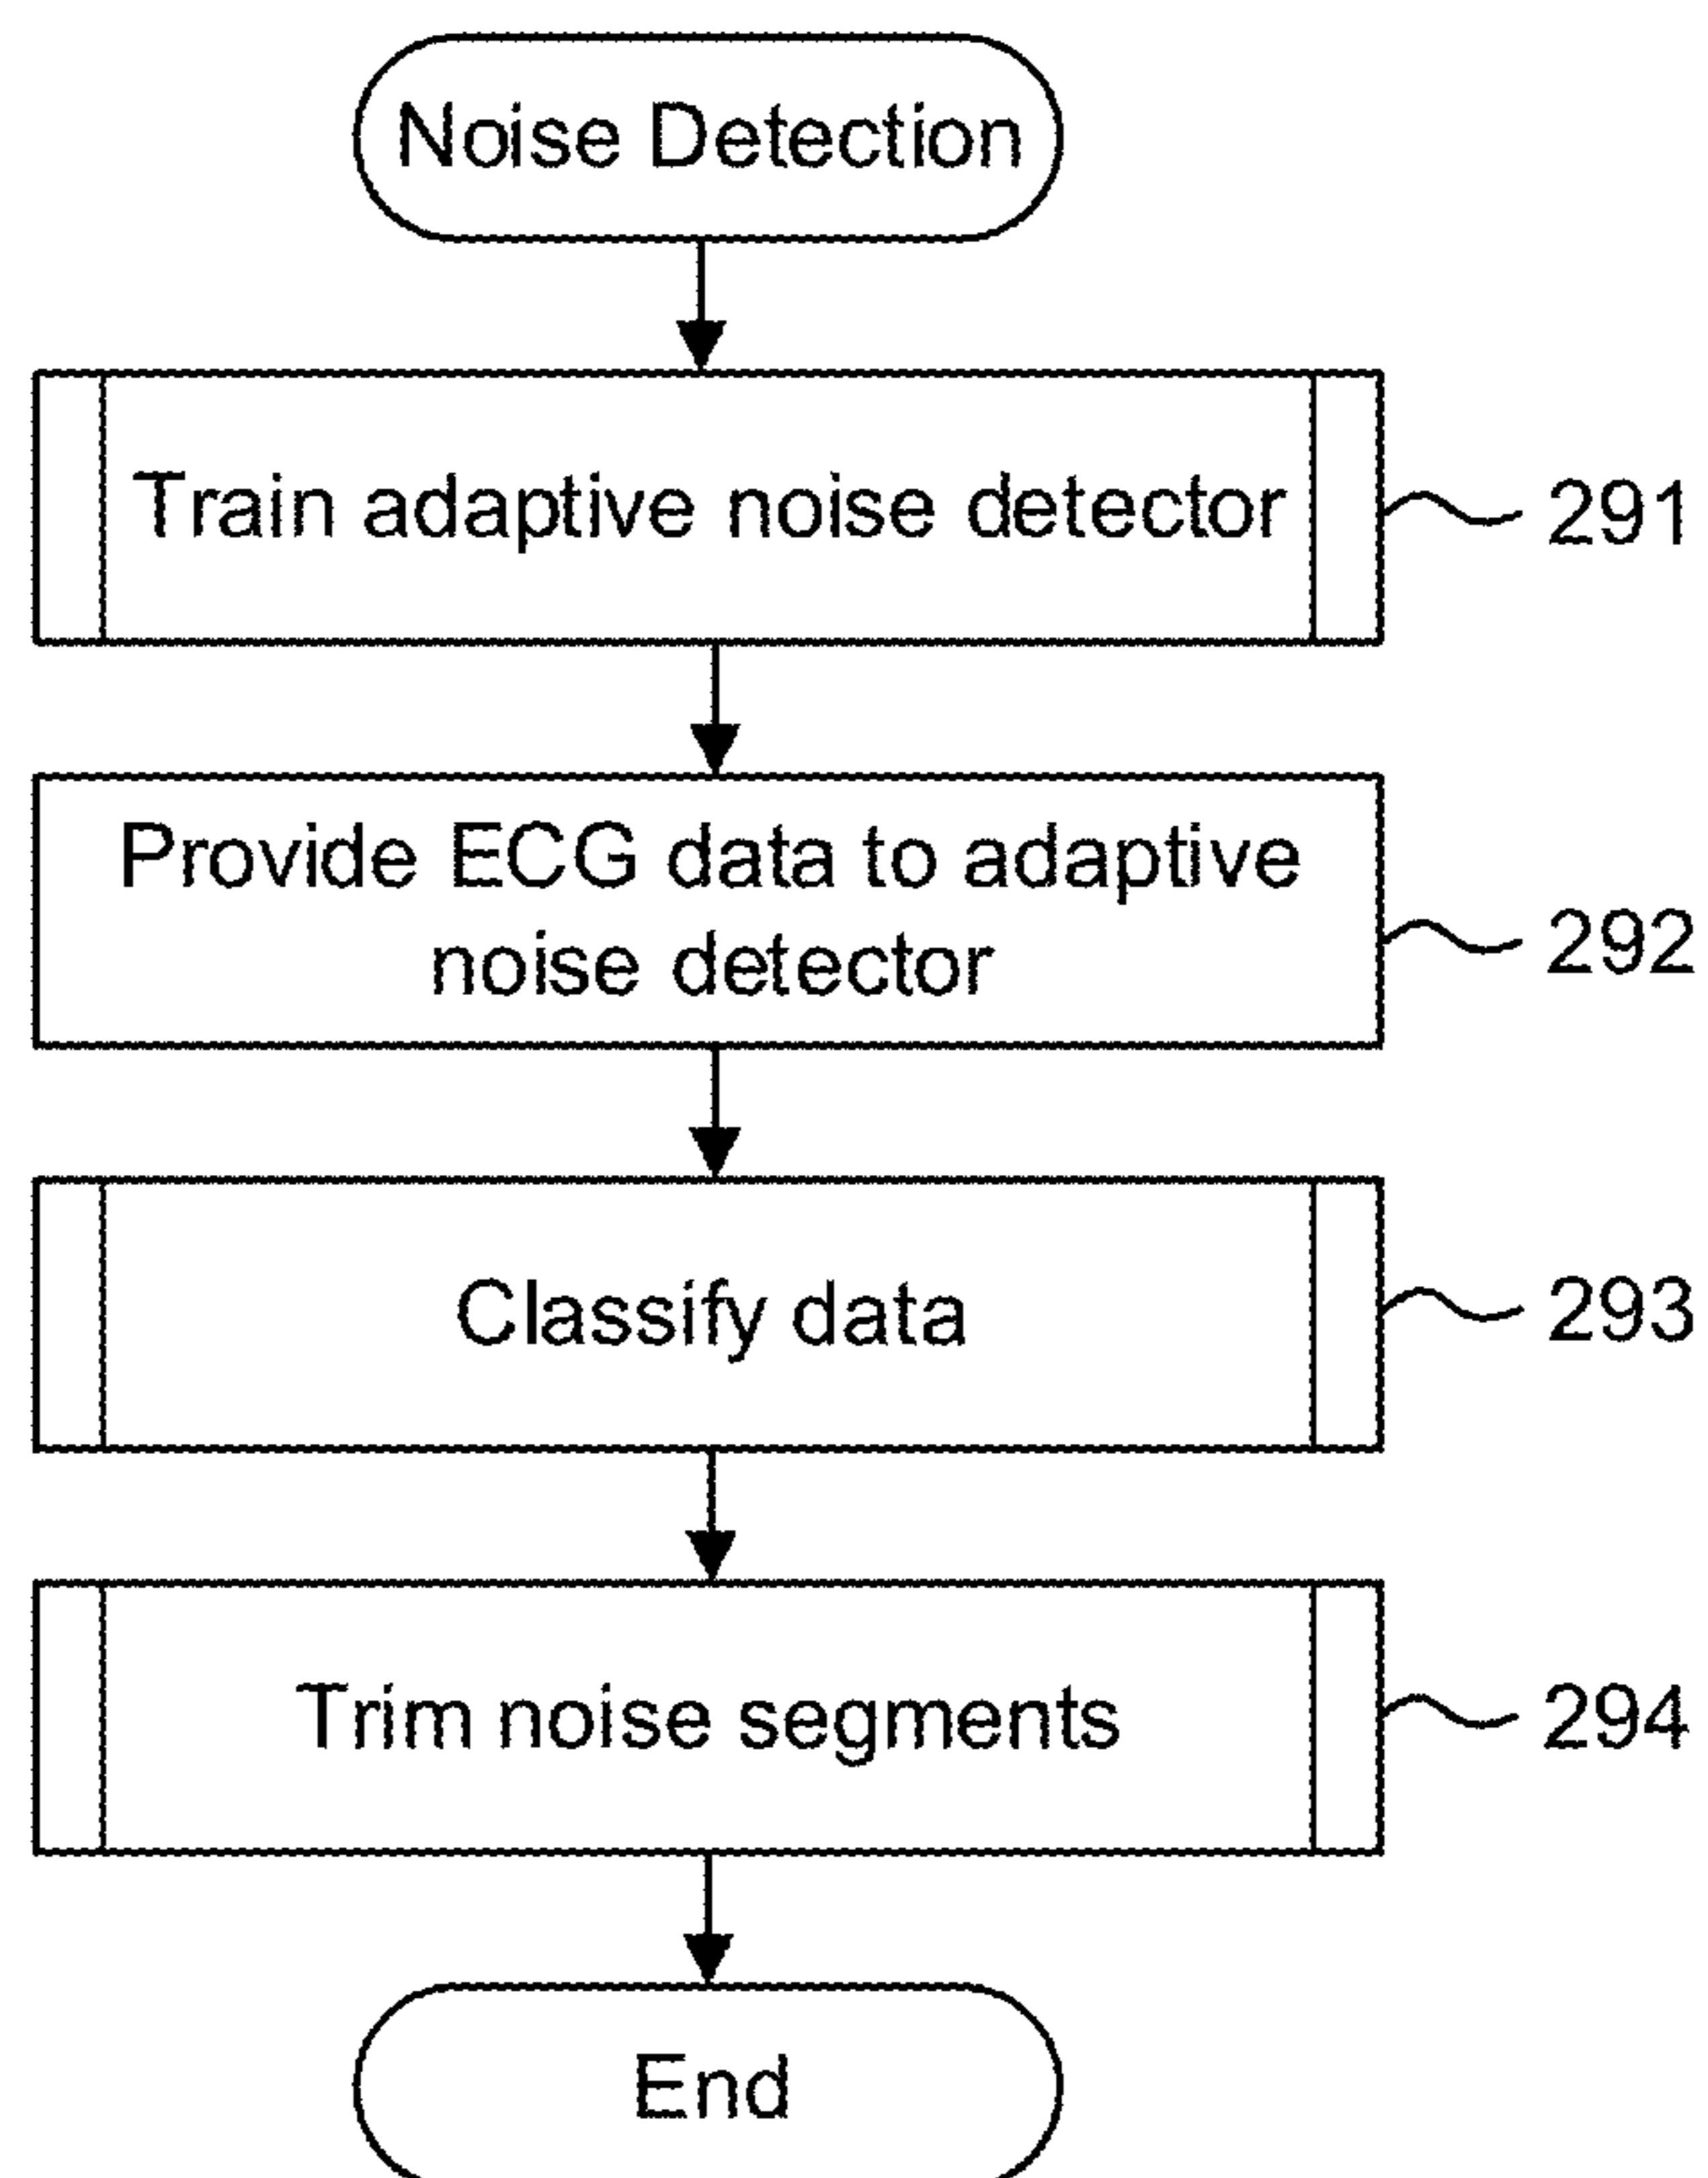 Noise Detection
Train adaptive noise detector
291
Provide ECG data to adaptive
noise detector
292
Classify data
293
Trim noise segments
294
End